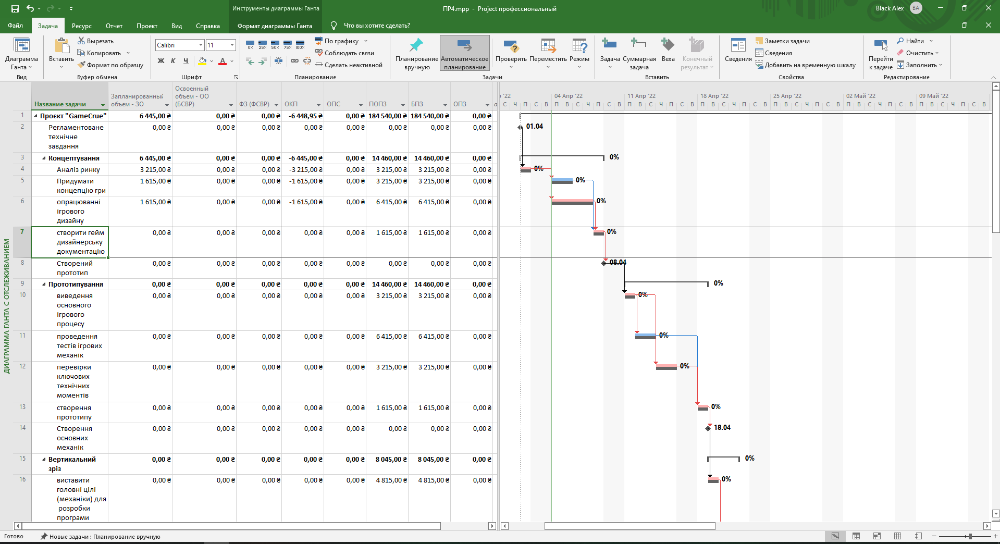 Инструменты диаграммы Ганта
ПР4.mpp - Project профессиональный
Black Alex
BA
Файл Задача Ресурс Отчет Проект Вид Справка Формат диаграммы Ганта Что вы хотите сделать?
Диаграмма Ганта
Вид
Вставить
Вырезать
Копировать
Формат по образцу
Буфер обмена
Calibri 11
Ж К Ч А
Шрифт
0% 25% 50% 75% 100%
По графику
Соблюдать связи
Сделать неактивной
Планирование
Планирование вручную
Автоматическое планирование
Проверить
Переместить
Режим
Задачи
Задача
Суммарная задача
Веха
Конечный результат
Вставить
Сведения
Заметки задачи
Сведения
Добавить на временную шкалу
Свойства
Перейти к задаче
Найти
Очистить
Заполнить
Редактирование
Название задачи
Запланированный объем - ЗО
Освоенный объем - ОО (БСВР)
ФЗ (ФСВР)
ОКП
ОПС
ПОПЗ
БПЗ
ОПЗ
'22 04 Апр '22 11 Апр '22 18 Апр '22 25 Апр '22 02 Май '22 09 Май '22
С Ч В П С В П В П С Ч В П В П С Ч В П С В П С Ч В П С В П С Ч В П С В
1 Проєкт "GameCrue" 6 445,00 ₴ 0,00 ₴ 0,00 ₴ -6 448,95 ₴ 0,00 ₴ 184 540,00 ₴ 184 540,00 ₴ 0,00 ₴
2 Регламентоване технічне завдання 0,00 ₴ 0,00 ₴ 0,00 ₴ 0,00 ₴ 0,00 ₴ 0,00 ₴ 0,00 ₴ 0,00 ₴ 01.04
3 Концептування 6 445,00 ₴ 0,00 ₴ 0,00 ₴ -6 445,00 ₴ 0,00 ₴ 14 460,00 ₴ 14 460,00 ₴ 0,00 ₴ 0%
4 Аналіз ринку 3 215,00 ₴ 0,00 ₴ 0,00 ₴ -3 215,00 ₴ 0,00 ₴ 3 215,00 ₴ 3 215,00 ₴ 0,00 ₴ 0%
5 Придумати концепцію гри 1 615,00 ₴ 0,00 ₴ 0,00 ₴ -1 615,00 ₴ 0,00 ₴ 3 215,00 ₴ 3 215,00 ₴ 0,00 ₴ 0%
6 опрацюванні ігрового дизайну 1 615,00 ₴ 0,00 ₴ 0,00 ₴ -1 615,00 ₴ 0,00 ₴ 6 415,00 ₴ 6 415,00 ₴ 0,00 ₴ 0%
7 створити гейм дизайнерську документацію 0,00 ₴ 0,00 ₴ 0,00 ₴ 0,00 ₴ 0,00 ₴ 1 615,00 ₴ 1 615,00 ₴ 0,00 ₴ 0%
8 Створений прототип 0,00 ₴ 0,00 ₴ 0,00 ₴ 0,00 ₴ 0,00 ₴ 0,00 ₴ 0,00 ₴ 0,00 ₴ 08.04
9 Прототипування 0,00 ₴ 0,00 ₴ 0,00 ₴ 0,00 ₴ 0,00 ₴ 14 460,00 ₴ 14 460,00 ₴ 0,00 ₴ 0%
10 виведення основного ігрового процесу 0,00 ₴ 0,00 ₴ 0,00 ₴ 0,00 ₴ 0,00 ₴ 3 215,00 ₴ 3 215,00 ₴ 0,00 ₴ 0%
11 проведення тестів ігрових механік 0,00 ₴ 0,00 ₴ 0,00 ₴ 0,00 ₴ 0,00 ₴ 6 415,00 ₴ 6 415,00 ₴ 0,00 ₴ 0%
12 перевірки ключових технічних моментів 0,00 ₴ 0,00 ₴ 0,00 ₴ 0,00 ₴ 0,00 ₴ 3 215,00 ₴ 3 215,00 ₴ 0,00 ₴ 0%
13 створення прототипу 0,00 ₴ 0,00 ₴ 0,00 ₴ 0,00 ₴ 0,00 ₴ 1 615,00 ₴ 1 615,00 ₴ 0,00 ₴ 0%
14 Створення основних механік 0,00 ₴ 0,00 ₴ 0,00 ₴ 0,00 ₴ 0,00 ₴ 0,00 ₴ 0,00 ₴ 0,00 ₴ 18.04
15 Вертикальний зріз 0,00 ₴ 0,00 ₴ 0,00 ₴ 0,00 ₴ 0,00 ₴ 8 045,00 ₴ 8 045,00 ₴ 0,00 ₴ 0%
16 виставити головні цілі (механіки) для розробки програми 0,00 ₴ 0,00 ₴ 0,00 ₴ 0,00 ₴ 0,00 ₴ 4 815,00 ₴ 4 815,00 ₴ 0,00 ₴ 0%
ДИАГРАММА ГАНТА С ОТСЛЕЖИВАНИЕМ
Готово Новые задачи : Планирование вручную